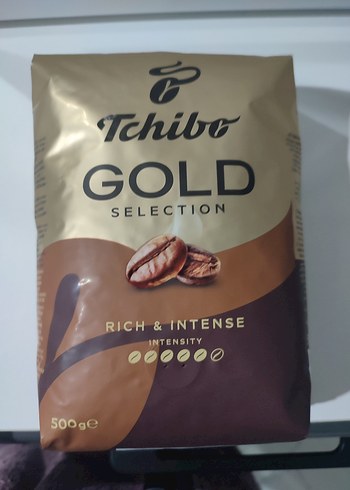 Tchibo
GOLD
SELECTION
RICH & INTENSE
INTENSITY
500g℮